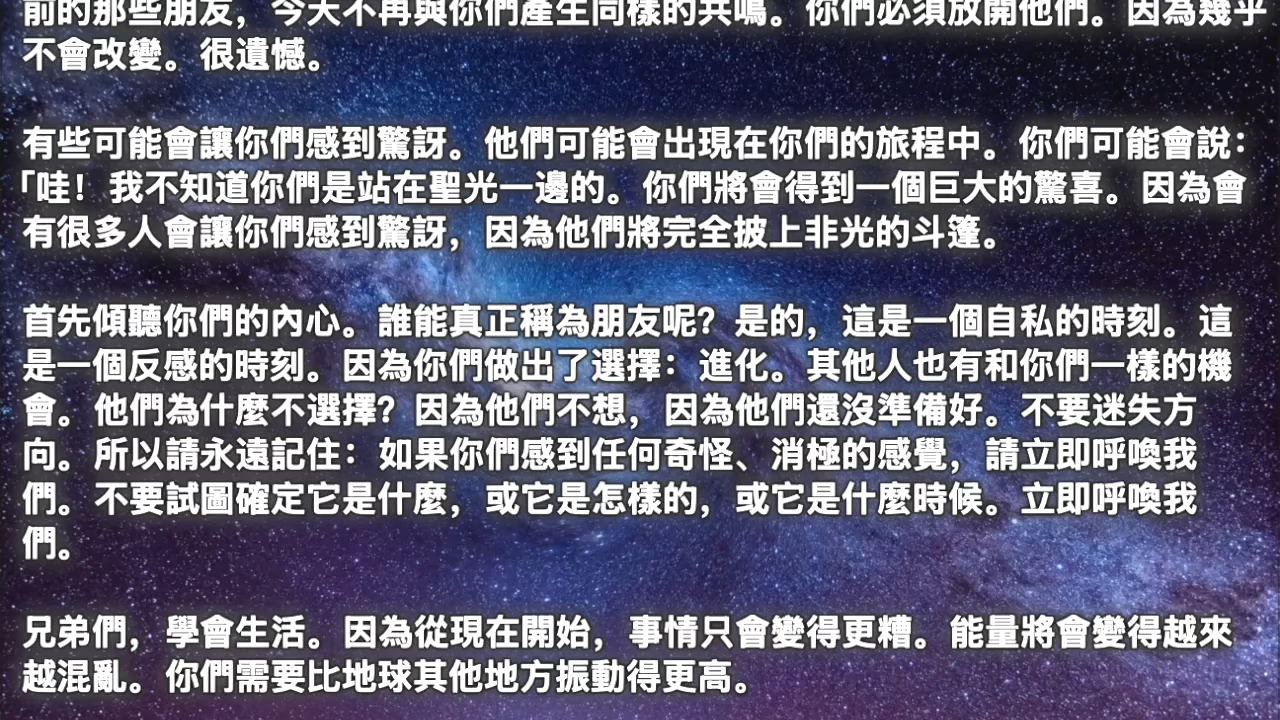 前的那些朋友，今天不再與你們產生同樣的共鳴。你們必須放開他們。因為幾乎
不會改變。很遺憾。
有些可能會讓你們感到驚訝。他們可能會出現在你們的旅程中。你們可能會說：
「哇！我不知道你們是站在聖光一邊的。你們將會得到一個巨大的驚喜。因為會
有很多人會讓你們感到驚訝，因為他們將完全披上非光的斗篷。
首先傾聽你們的內心。誰能真正稱為朋友呢？是的，這是一個自私的時刻。這
是一個反感的時刻。因為你們做出了選擇：進化。其他人也有和你們一樣的機
會。他們為什麼不選擇？因為他們不想，因為他們還沒準備好。不要迷失方
向。所以請永遠記住：如果你們感到任何奇怪、消極的感覺，請立即呼喚我
們。不要試圖確定它是什麼，或它是怎樣的，或它是什麼時候。立即呼喚我
們。
兄弟們，學會生活。因為從現在開始，事情只會變得更糟。能量將會變得越來
越混亂。你們需要比地球其他地方振動得更高。